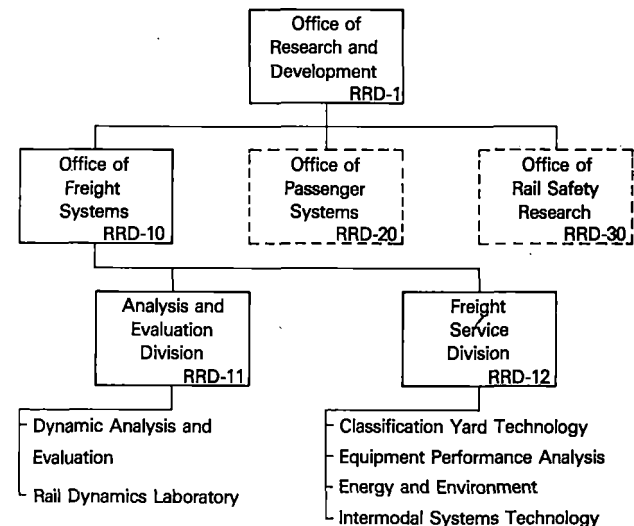 Office of
Research and
Development
RRD-1
Office of
Freight
Systems
RRD-10
Office of
Passenger
Systems
RRD-20
Office of
Rail Safety
Research
RRD-30
Analysis and
Evaluation
Division
RRD-11
Freight
Service
Division
RRD-12
Dynamic Analysis and
Evaluation
Rail Dynamics Laboratory
Classification Yard Technology
Equipment Performance Analysis
Energy and Environment
Intermodal Systems Technology